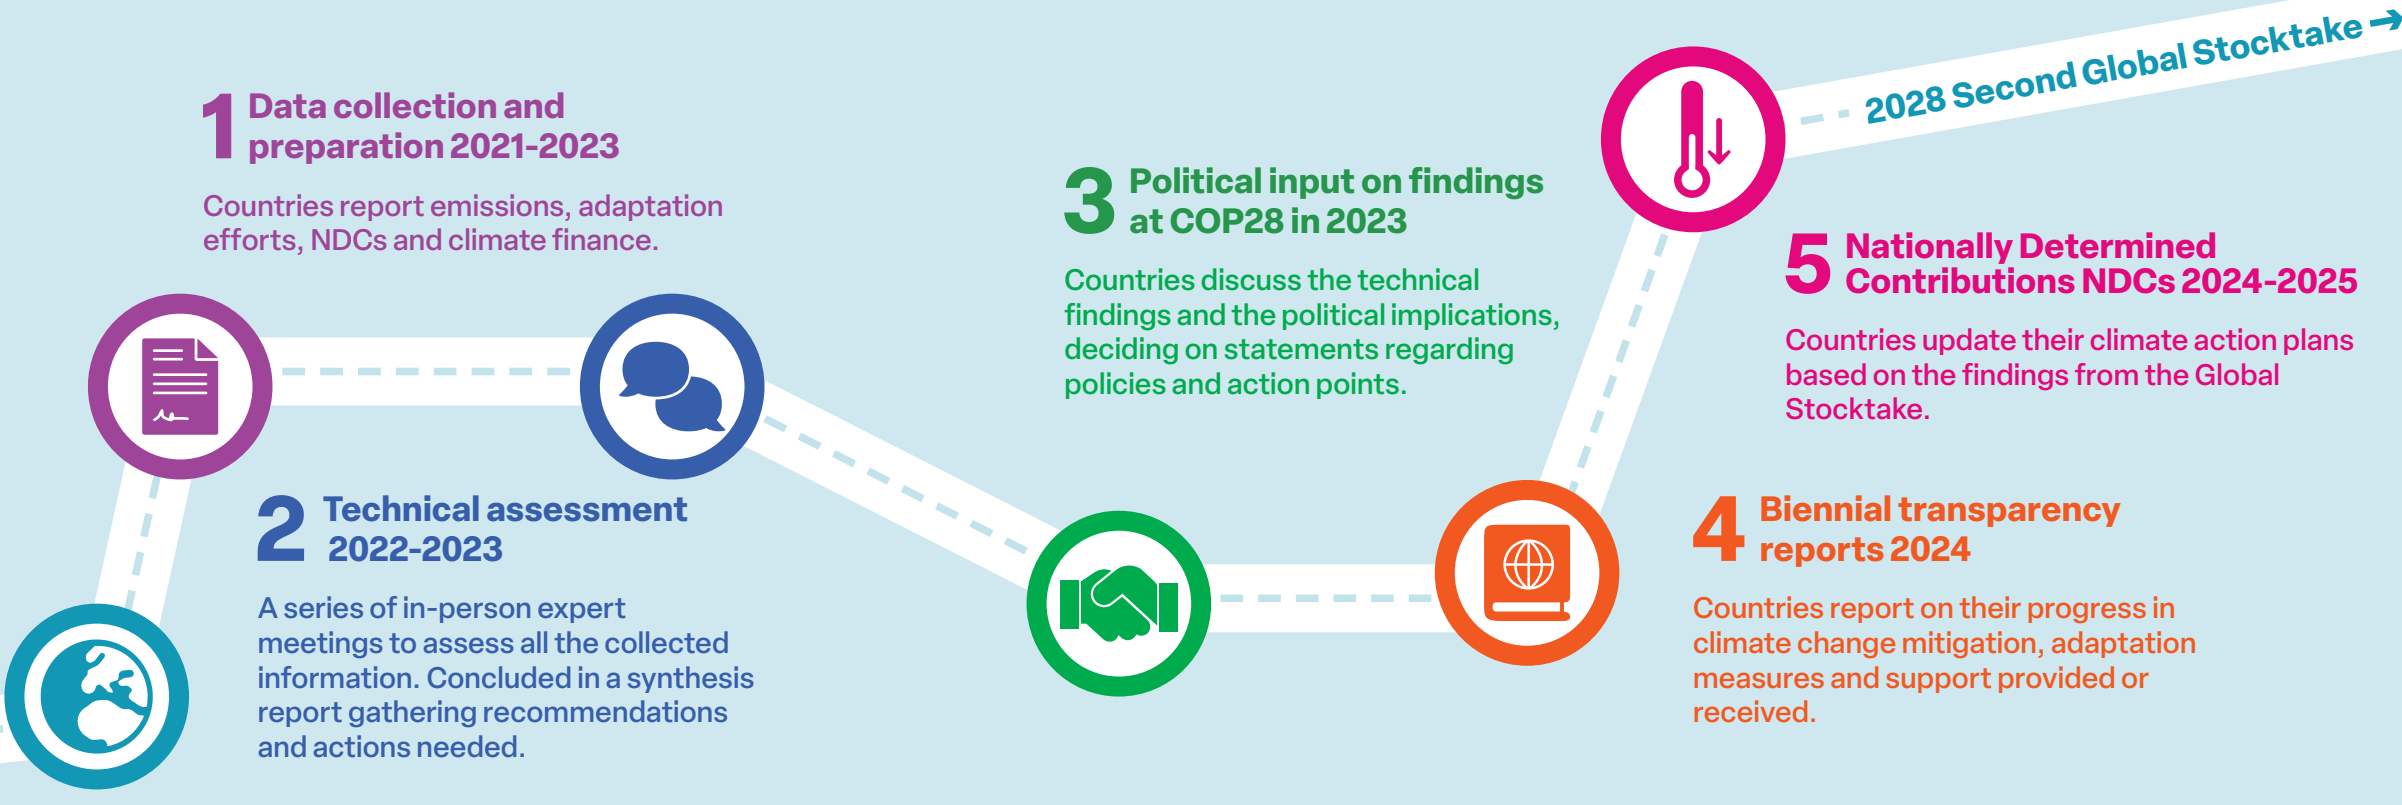 1 Data collection and
preparation 2021-2023
Countries report emissions, adaptation
efforts, NDCs and climate finance.
2 Technical assessment
2022-2023
A series of in-person expert
meetings to assess all the collected
information. Concluded in a synthesis
report gathering recommendations
and actions needed.
3 Political input on findings
at COP28 in 2023
Countries discuss the technical
findings and the political implications,
deciding on statements regarding
policies and action points.
4 Biennial transparency
reports 2024
Countries report on their progress in
climate change mitigation, adaptation
measures and support provided or
received.
5 Nationally Determined
Contributions NDCs 2024-2025
Countries update their climate action plans
based on the findings from the Global
Stocktake.
2028 Second Global Stocktake →